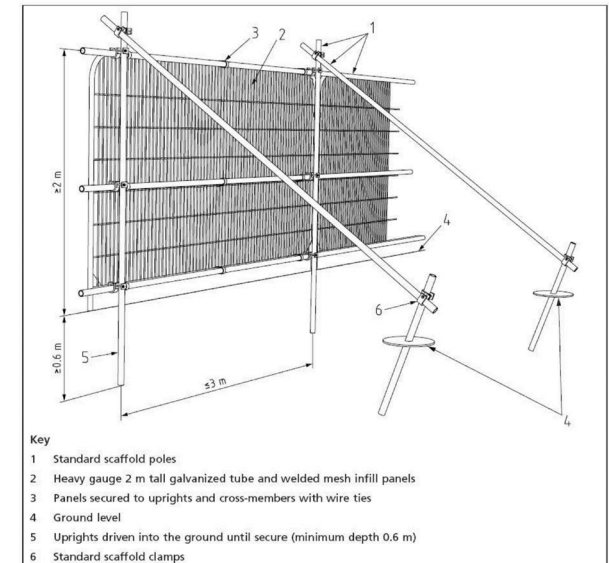 3
2
1
≥2 m
4
6
≥0.6 m
5
≤3 m
4
Key
1 Standard scaffold poles
2 Heavy gauge 2 m tall galvanized tube and welded mesh infill panels
3 Panels secured to uprights and cross-members with wire ties
4 Ground level
5 Uprights driven into the ground until secure (minimum depth 0.6 m)
6 Standard scaffold clamps